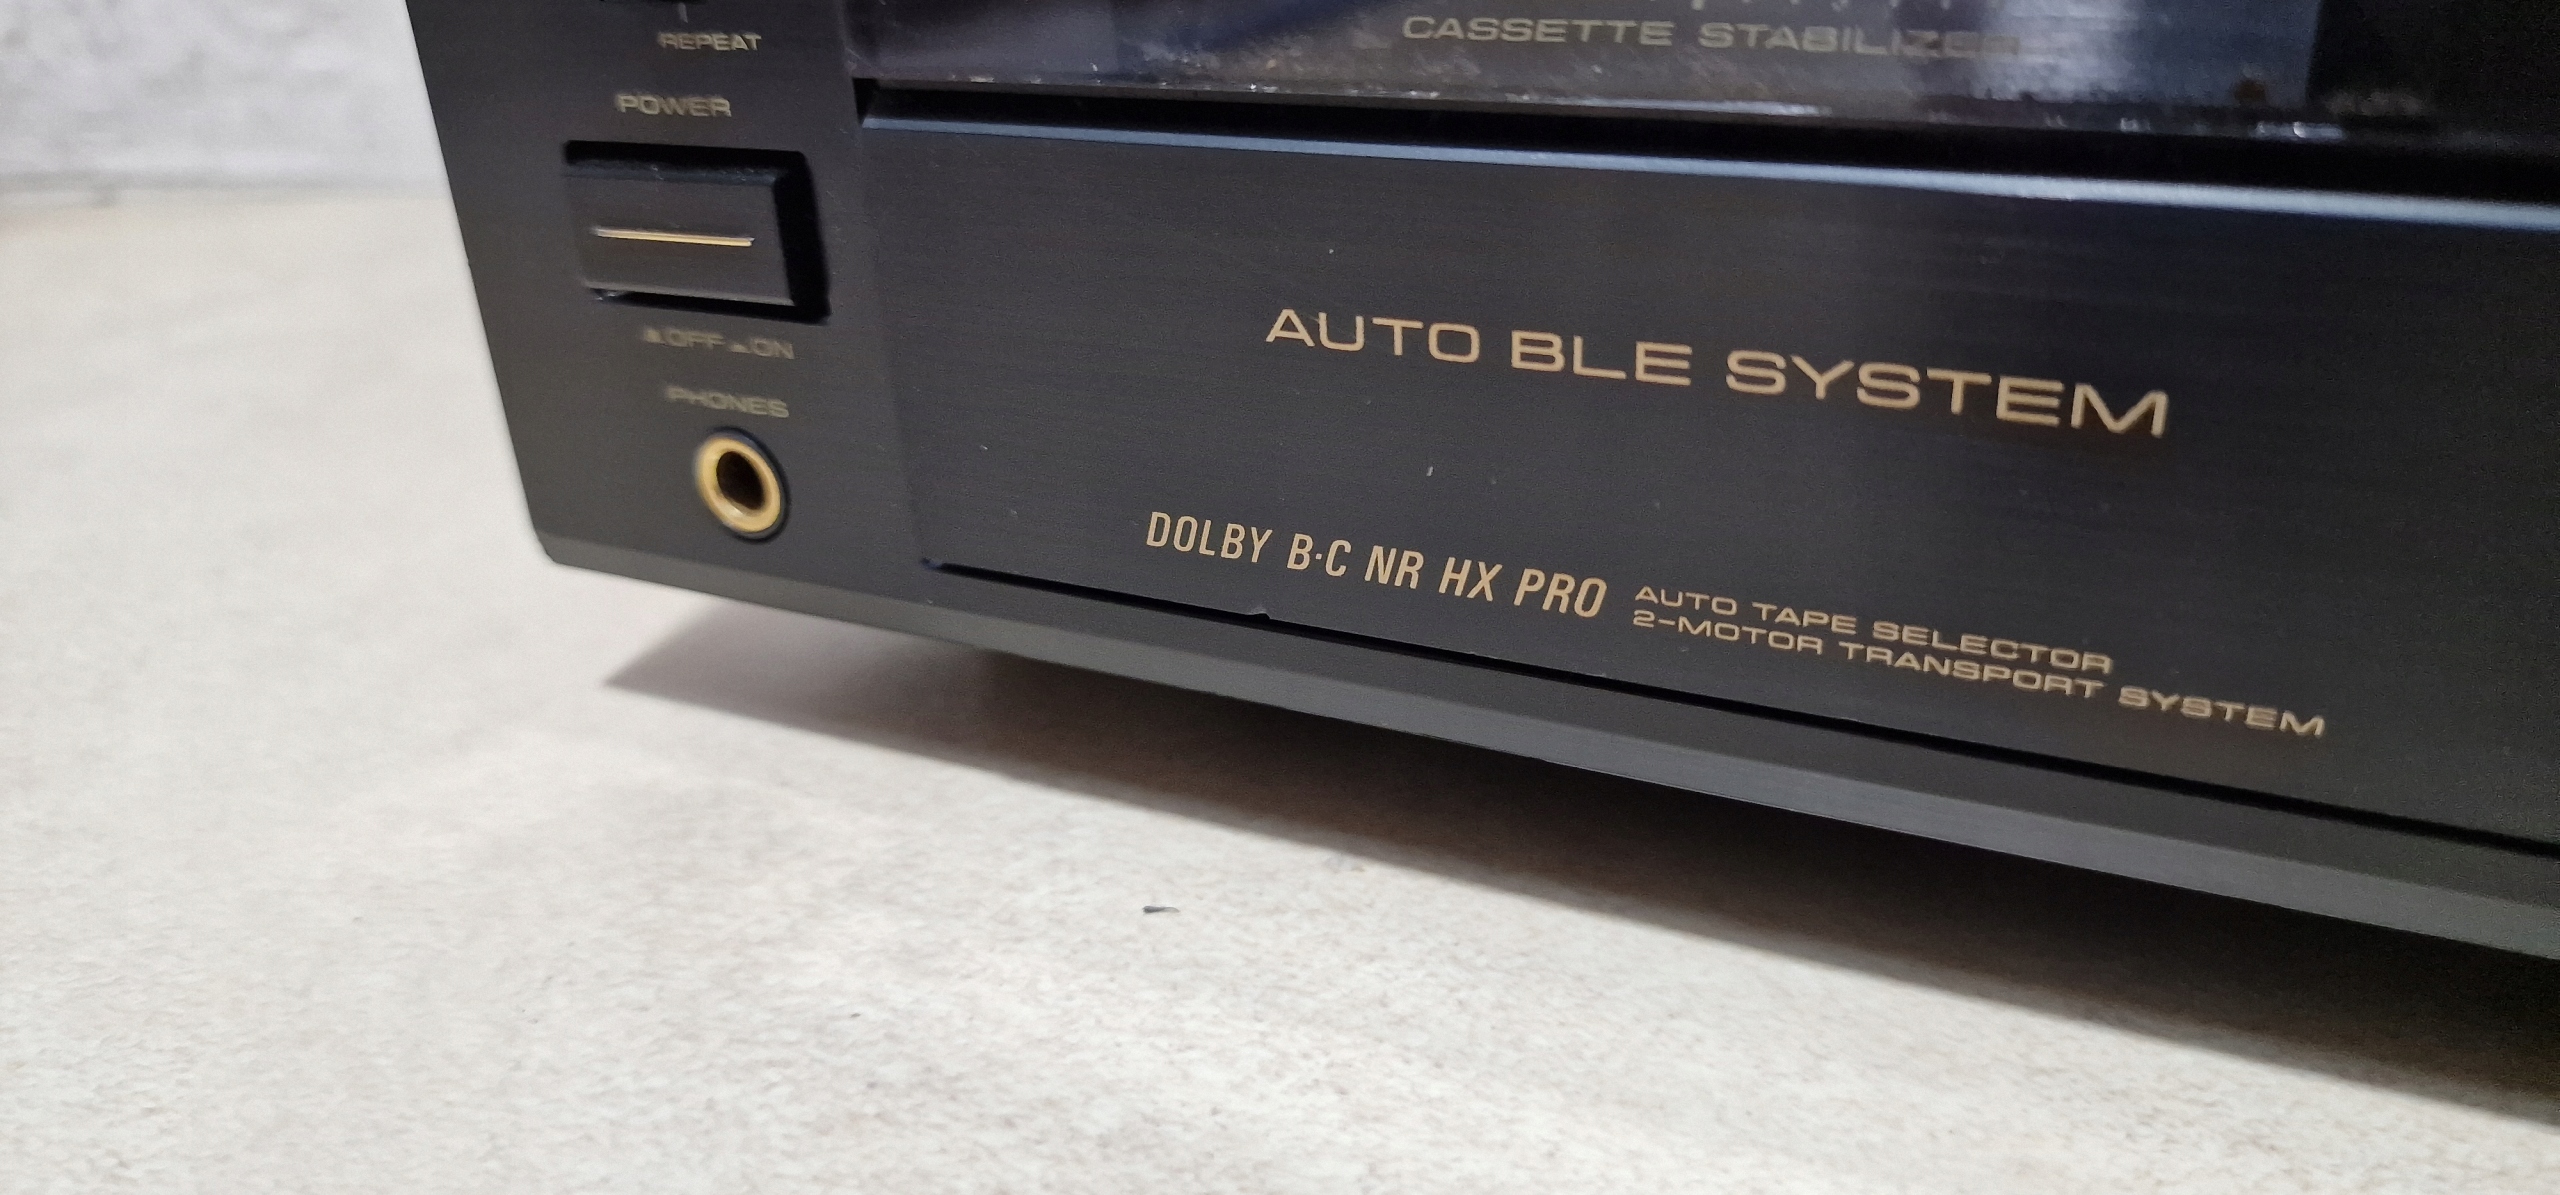 CASSETTE STABILIZER
REPEAT
POWER
OFF ON
PHONES
AUTO BLE SYSTEM
DOLBY B·C NR HX PRO
AUTO TAPE SELECTOR
2-MOTOR TRANSPORT SYSTEM